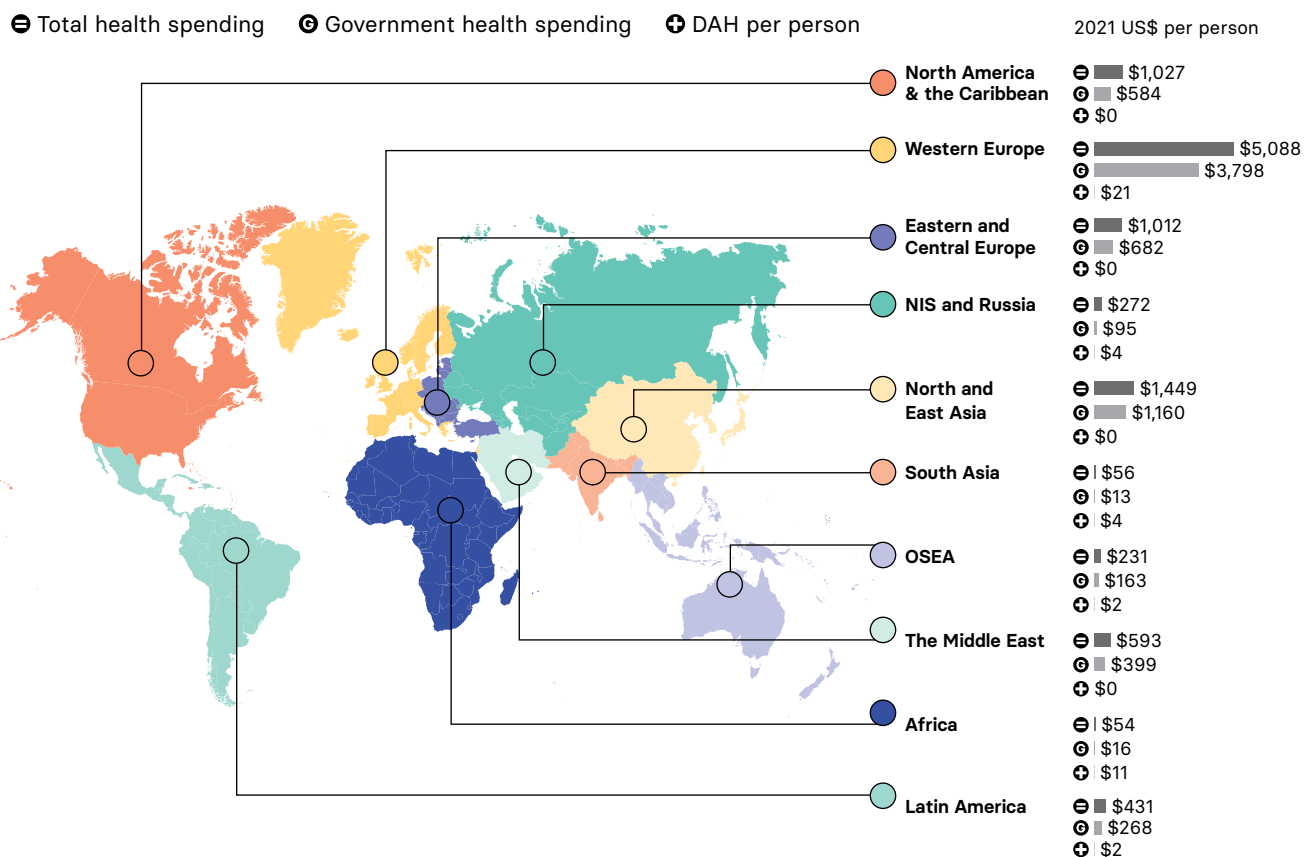 Total health spending
G Government health spending
DAH per person
2021 US$ per person
North America
& the Caribbean
= $1,027
G $584
+ $0
Western Europe
= $5,088
G $3,798
+ $21
Eastern and
Central Europe
= $1,012
G $682
+ $0
NIS and Russia
= $272
G $95
+ $4
North and
East Asia
= $1,449
G $1,160
+ $0
South Asia
= $56
G $13
+ $4
OSEA
= $231
G $163
+ $2
The Middle East
= $593
G $399
+ $0
Africa
= $54
G $16
+ $11
Latin America
= $431
G $268
+ $2